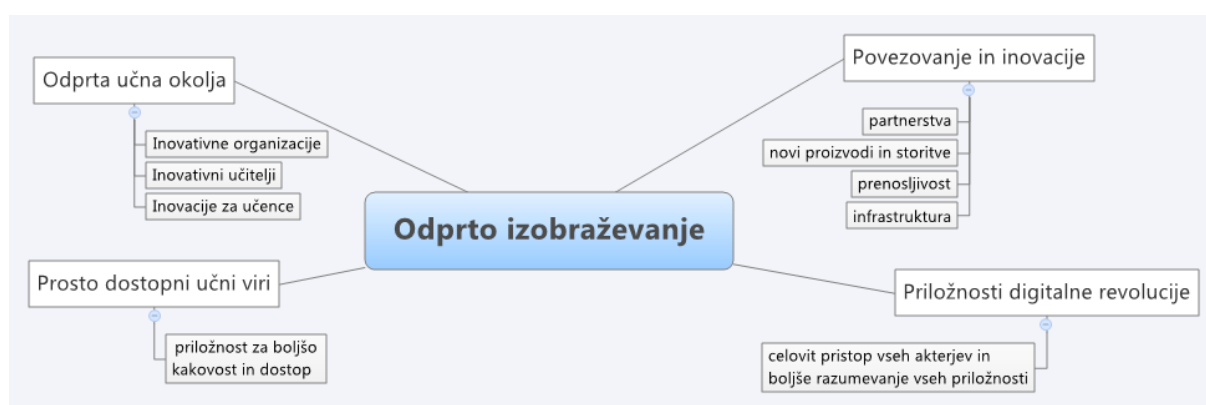 Odprta učna okolja
Inovativne organizacije
Inovativni učitelji
Inovacije za učence
Povezovanje in inovacije
partnerstva
novi proizvodi in storitve
prenosljivost
infrastruktura
Odprto izobraževanje
Prosto dostopni učni viri
priložnost za boljšo
kakovost in dostop
Priložnosti digitalne revolucije
celovit pristop vseh akterjev in
boljše razumevanje vseh priložnosti